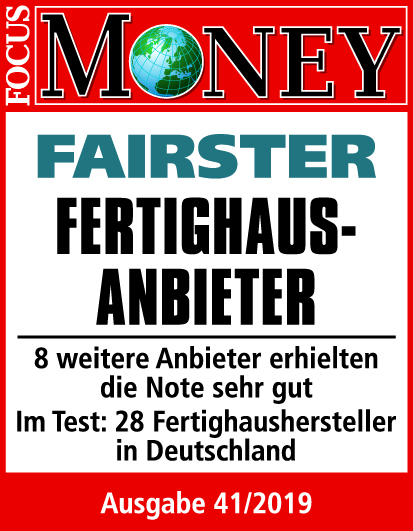 FOCUS
MONEY
FAIRSTER
FERTIGHAUS-
ANBIETER
8 weitere Anbieter erhielten
die Note sehr gut
Im Test: 28 Fertighaushersteller
in Deutschland
Ausgabe 41/2019